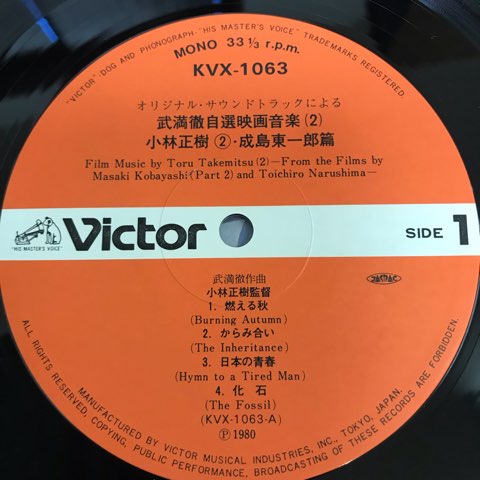 "VICTOR"-DOG AND PHONOGRAPH-"HIS MASTER'S VOICE" TRADEMARKS REGISTERED.
MONO 33 1/3 r.p.m.
KVX-1063
オリジナル・サウンドトラックによる
武満徹自選映画音楽(2)
小林正樹②・成島東一郎篇
Film Music by Toru Takemitsu(2)—From the Films by
Masaki Kobayashi(Part 2) and Toichiro Narushima—
"HIS MASTER'S VOICE"
Victor
SIDE 1
武満徹作曲
小林正樹監督
JASRAC
1. 燃える秋
(Burning Autumn)
2. からみ合い
(The Inheritance)
3. 日本の青春
(Hymn to a Tired Man)
4. 化 石
(The Fossil)
(KVX-1063-A)
Ⓟ1980
MANUFACTURED BY VICTOR MUSICAL INDUSTRIES, INC., TOKYO, JAPAN.
ALL RIGHTS RESERVED, COPYING, PUBLIC PERFORMANCE, BROADCASTING OF THESE RECORDS ARE FORBIDDEN.